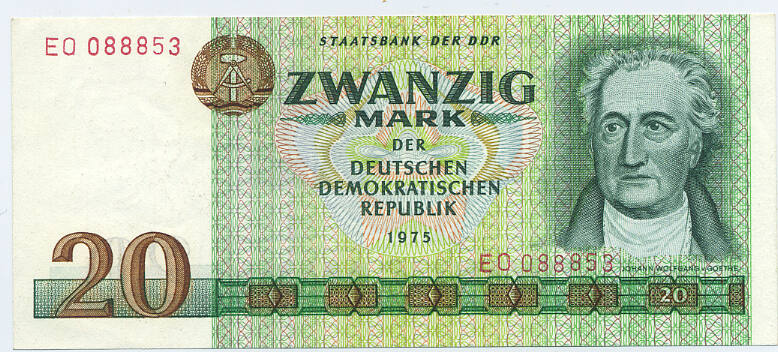 EO 088853
STAATSBANK DER DDR
ZWANZIG
MARK
DER
DEUTSCHEN
DEMOKRATISCHEN
REPUBLIK
1975
EO 088853
JOHANN WOLFGANG v. GOETHE
20
20